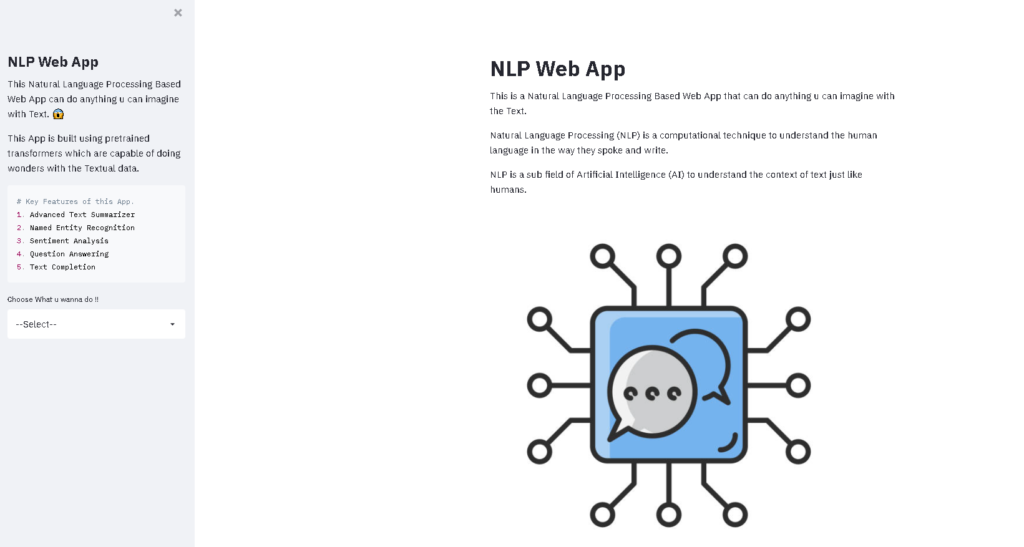 ×
NLP Web App
This Natural Language Processing Based
Web App can do anything u can imagine
with Text. 😱
This App is built using pretrained
transformers which are capable of doing
wonders with the Textual data.
# Key Features of this App.
1. Advanced Text Summarizer
2. Named Entity Recognition
3. Sentiment Analysis
4. Question Answering
5. Text Completion
Choose What u wanna do !!
--Select--
NLP Web App
This is a Natural Language Processing Based Web App that can do anything u can imagine with
the Text.
Natural Language Processing (NLP) is a computational technique to understand the human
language in the way they spoke and write.
NLP is a sub field of Artificial Intelligence (AI) to understand the context of text just like
humans.